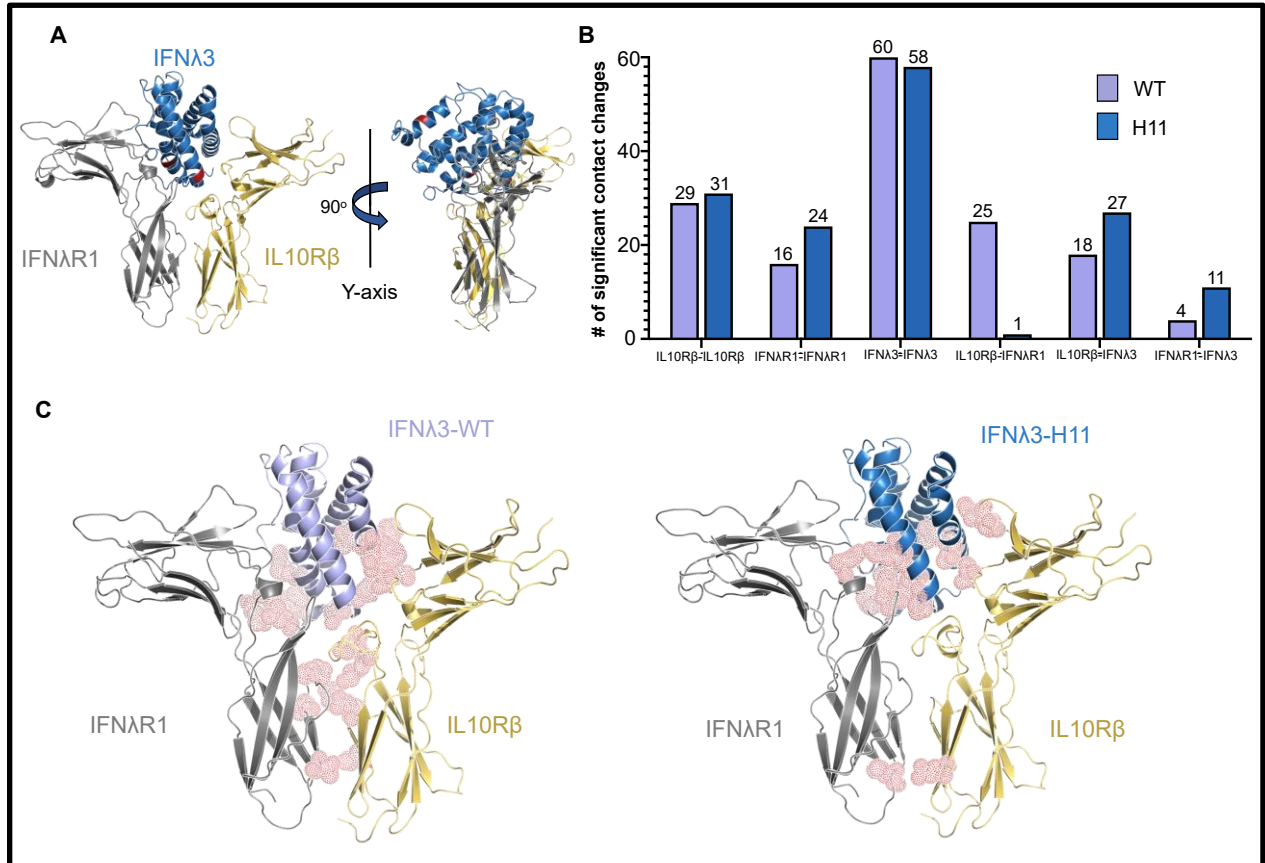 A
IFNλ3
IFNλR1
IL10Rβ
90°
Y-axis
B
# of significant contact changes
60
40
20
0
29
31
16
24
60
58
25
1
18
27
4
11
WT
H11
IL10Rβ-IL10Rβ
IFNλR1-IFNλR1
IFNλ3-IFNλ3
IL10Rβ-IFNλR1
IL10Rβ-IFNλ3
IFNλR1-IFNλ3
C
IFNλ3-WT
IFNλR1
IL10Rβ
IFNλ3-H11
IFNλR1
IL10Rβ